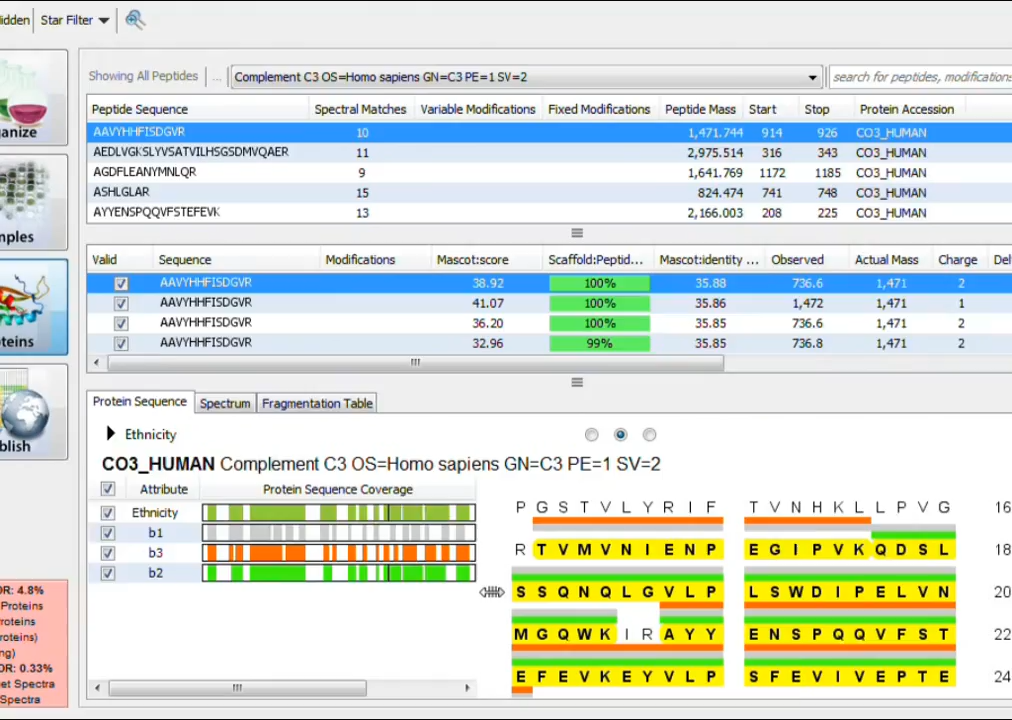 idden Star Filter
Showing All Peptides ... Complement C3 OS=Homo sapiens GN=C3 PE=1 SV=2 search for peptides, modifications
Peptide Sequence Spectral Matches Variable Modifications Fixed Modifications Peptide Mass Start Stop Protein Accession
AAVYHHFISDGVR 10 1,471.744 914 926 CO3_HUMAN
AEDLVGKSLYVSATVILHSGSDMVQAER 11 2,975.514 316 343 CO3_HUMAN
AGDFLEANYMNLQR 9 1,641.769 1172 1185 CO3_HUMAN
ASHLGLAR 15 824.474 741 748 CO3_HUMAN
AYYENSPQQVFSTEFEVK 13 2,166.003 208 225 CO3_HUMAN
ganize
mples
teins
blish
Valid Sequence Modifications Mascot:score Scaffold:Peptid... Mascot:identity ... Observed Actual Mass Charge Del
AAVYHHFISDGVR 38.92 100% 35.88 736.6 1,471 2
AAVYHHFISDGVR 41.07 100% 35.86 1,472 1,471 1
AAVYHHFISDGVR 36.20 100% 35.85 736.6 1,471 2
AAVYHHFISDGVR 32.96 99% 35.85 736.8 1,471 2
Protein Sequence Spectrum Fragmentation Table
Ethnicity
CO3_HUMAN Complement C3 OS=Homo sapiens GN=C3 PE=1 SV=2
Attribute Protein Sequence Coverage
Ethnicity
b1
b3
b2
P G S T V L Y R I F T V N H K L L P V G 16
R T V M V N I E N P E G I P V K Q D S L 18
S S Q N Q L G V L P L S W D I P E L V N 20
M G Q W K I R A Y Y E N S P Q Q V F S T 22
E F E V K E Y V L P S F E V I V E P T E 24
OR: 4.8%
Proteins
roteins)
ng)
OR: 0.33%
et Spectra
Spectra